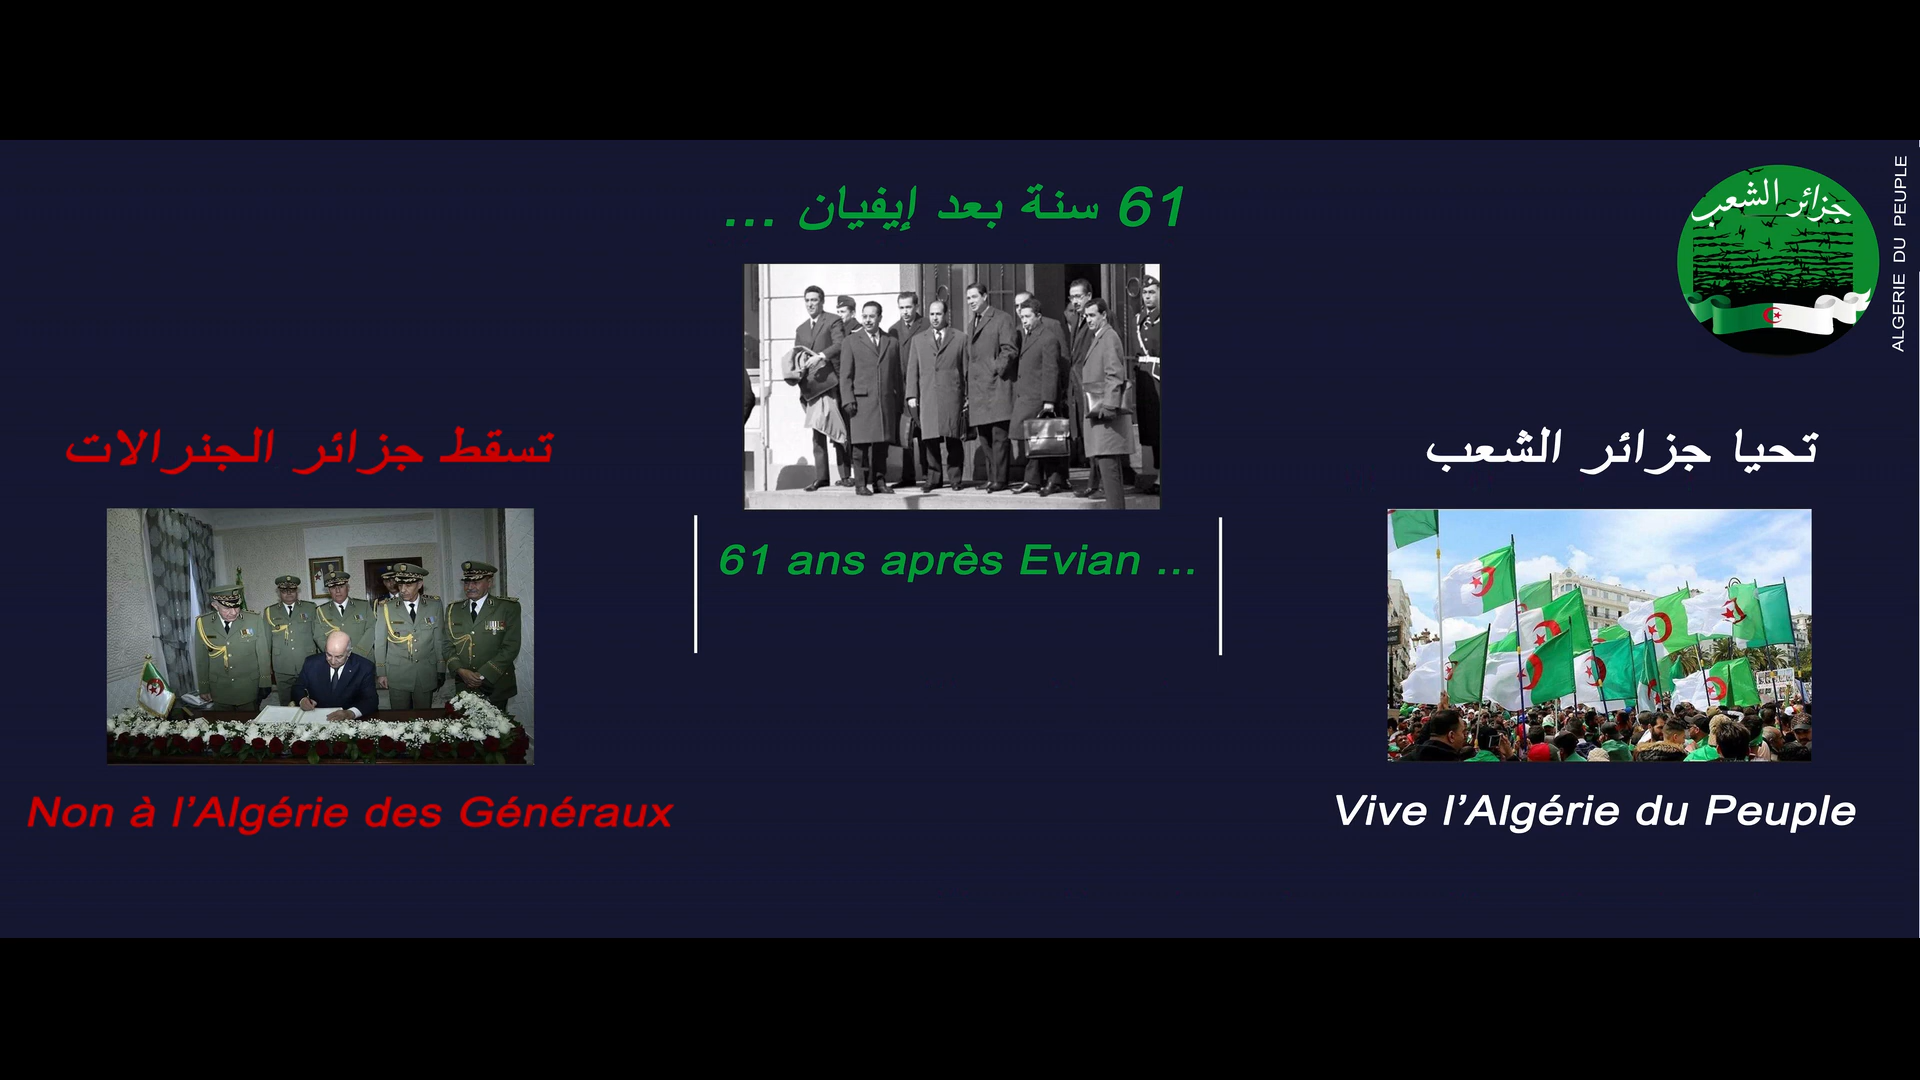 61 سنة بعد إيفيان ...
جزائر الشعب
ALGERIE DU PEUPLE
تسقط جزائر الجنرالات
تحيا جزائر الشعب
61 ans après Evian ...
Non à l’Algérie des Généraux
Vive l’Algérie du Peuple